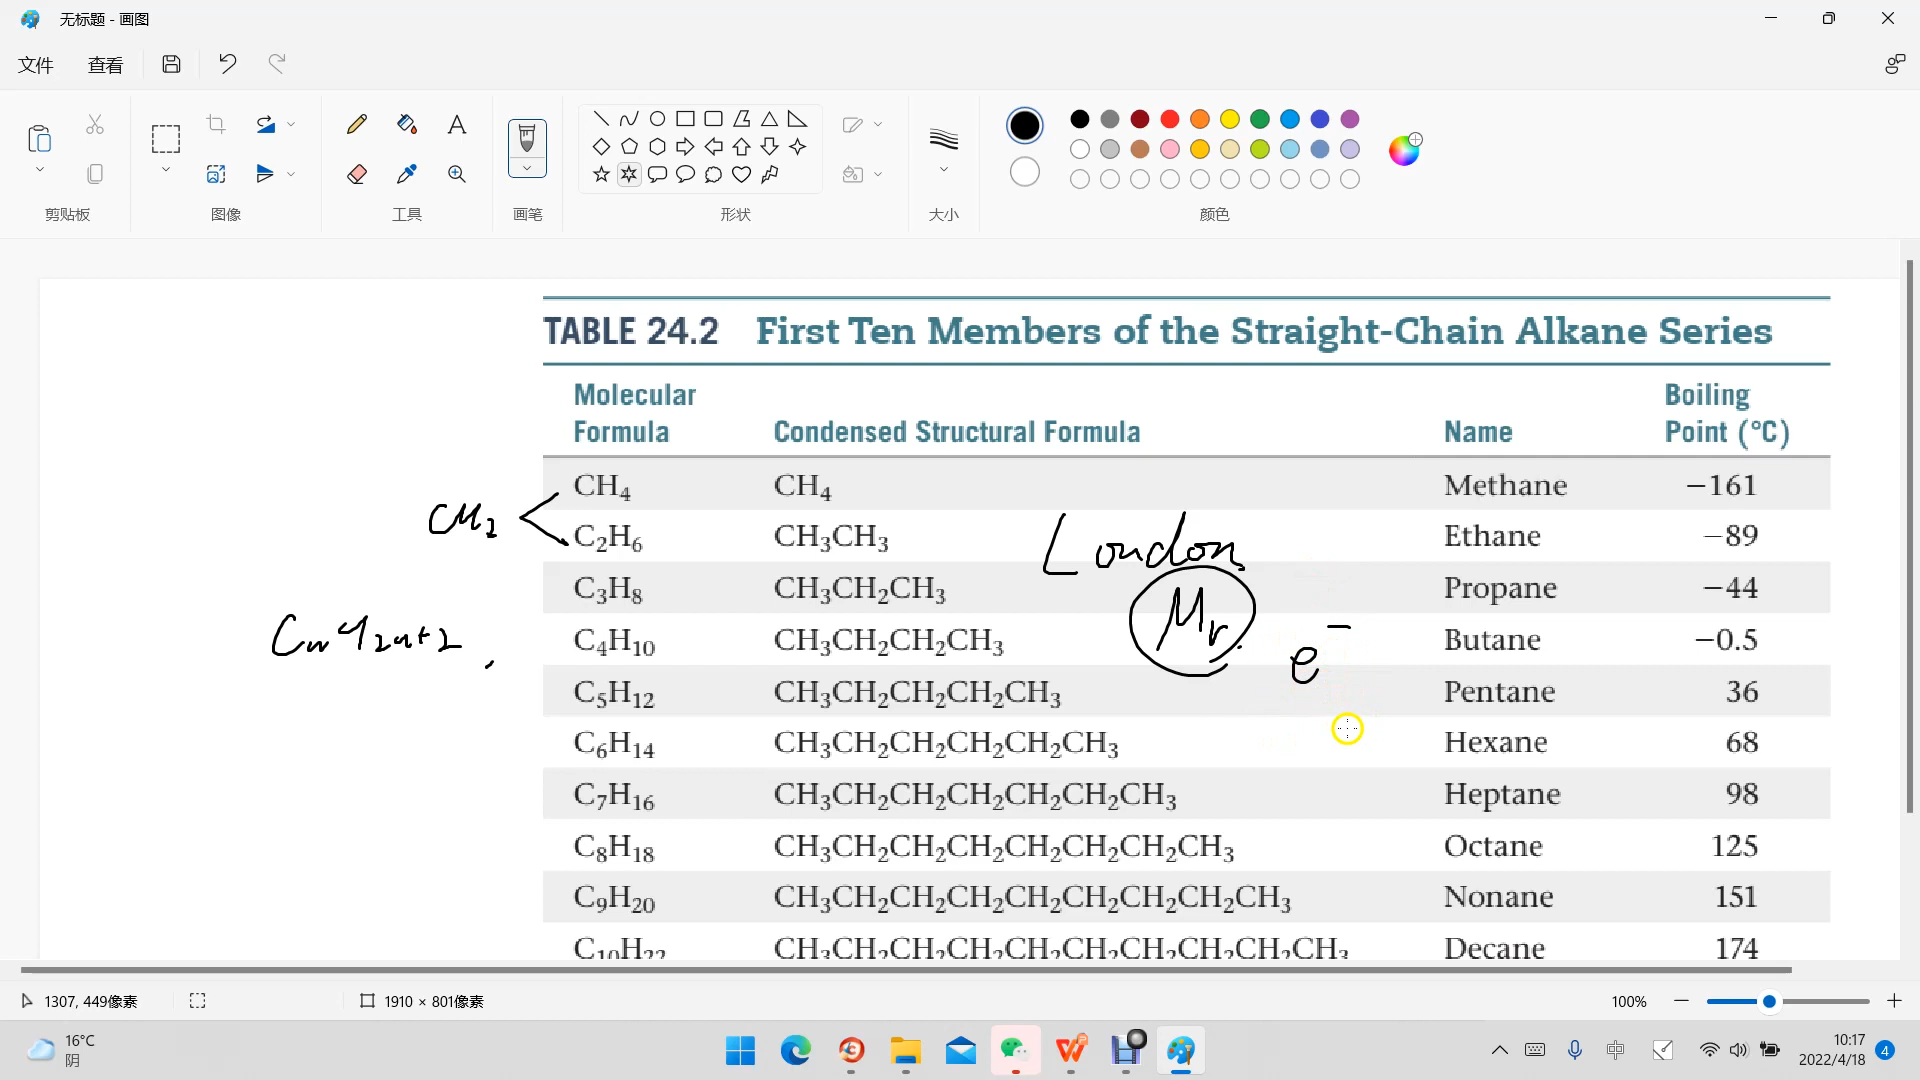 无标题 - 画图
文件 查看
剪贴板 图像 工具 画笔 形状 大小 颜色
TABLE 24.2 First Ten Members of the Straight-Chain Alkane Series
Molecular Formula Condensed Structural Formula Name Boiling Point (°C)
CH₄ CH₄ Methane −161
CH₂
C₂H₆ CH₃CH₃ Ethane −89
London
C₃H₈ CH₃CH₂CH₃ Propane −44
Mr
CnH2n+2,
C₄H₁₀ CH₃CH₂CH₂CH₃ Butane −0.5
e⁻
C₅H₁₂ CH₃CH₂CH₂CH₂CH₃ Pentane 36
C₆H₁₄ CH₃CH₂CH₂CH₂CH₂CH₃ Hexane 68
C₇H₁₆ CH₃CH₂CH₂CH₂CH₂CH₂CH₃ Heptane 98
C₈H₁₈ CH₃CH₂CH₂CH₂CH₂CH₂CH₂CH₃ Octane 125
C₉H₂₀ CH₃CH₂CH₂CH₂CH₂CH₂CH₂CH₂CH₃ Nonane 151
C₁₀H₂₂ CH₃CH₂CH₂CH₂CH₂CH₂CH₂CH₂CH₂CH₃ Decane 174
1307, 449像素 1910 × 801像素 100%
16°C
阴
中
10:17
2022/4/18 4